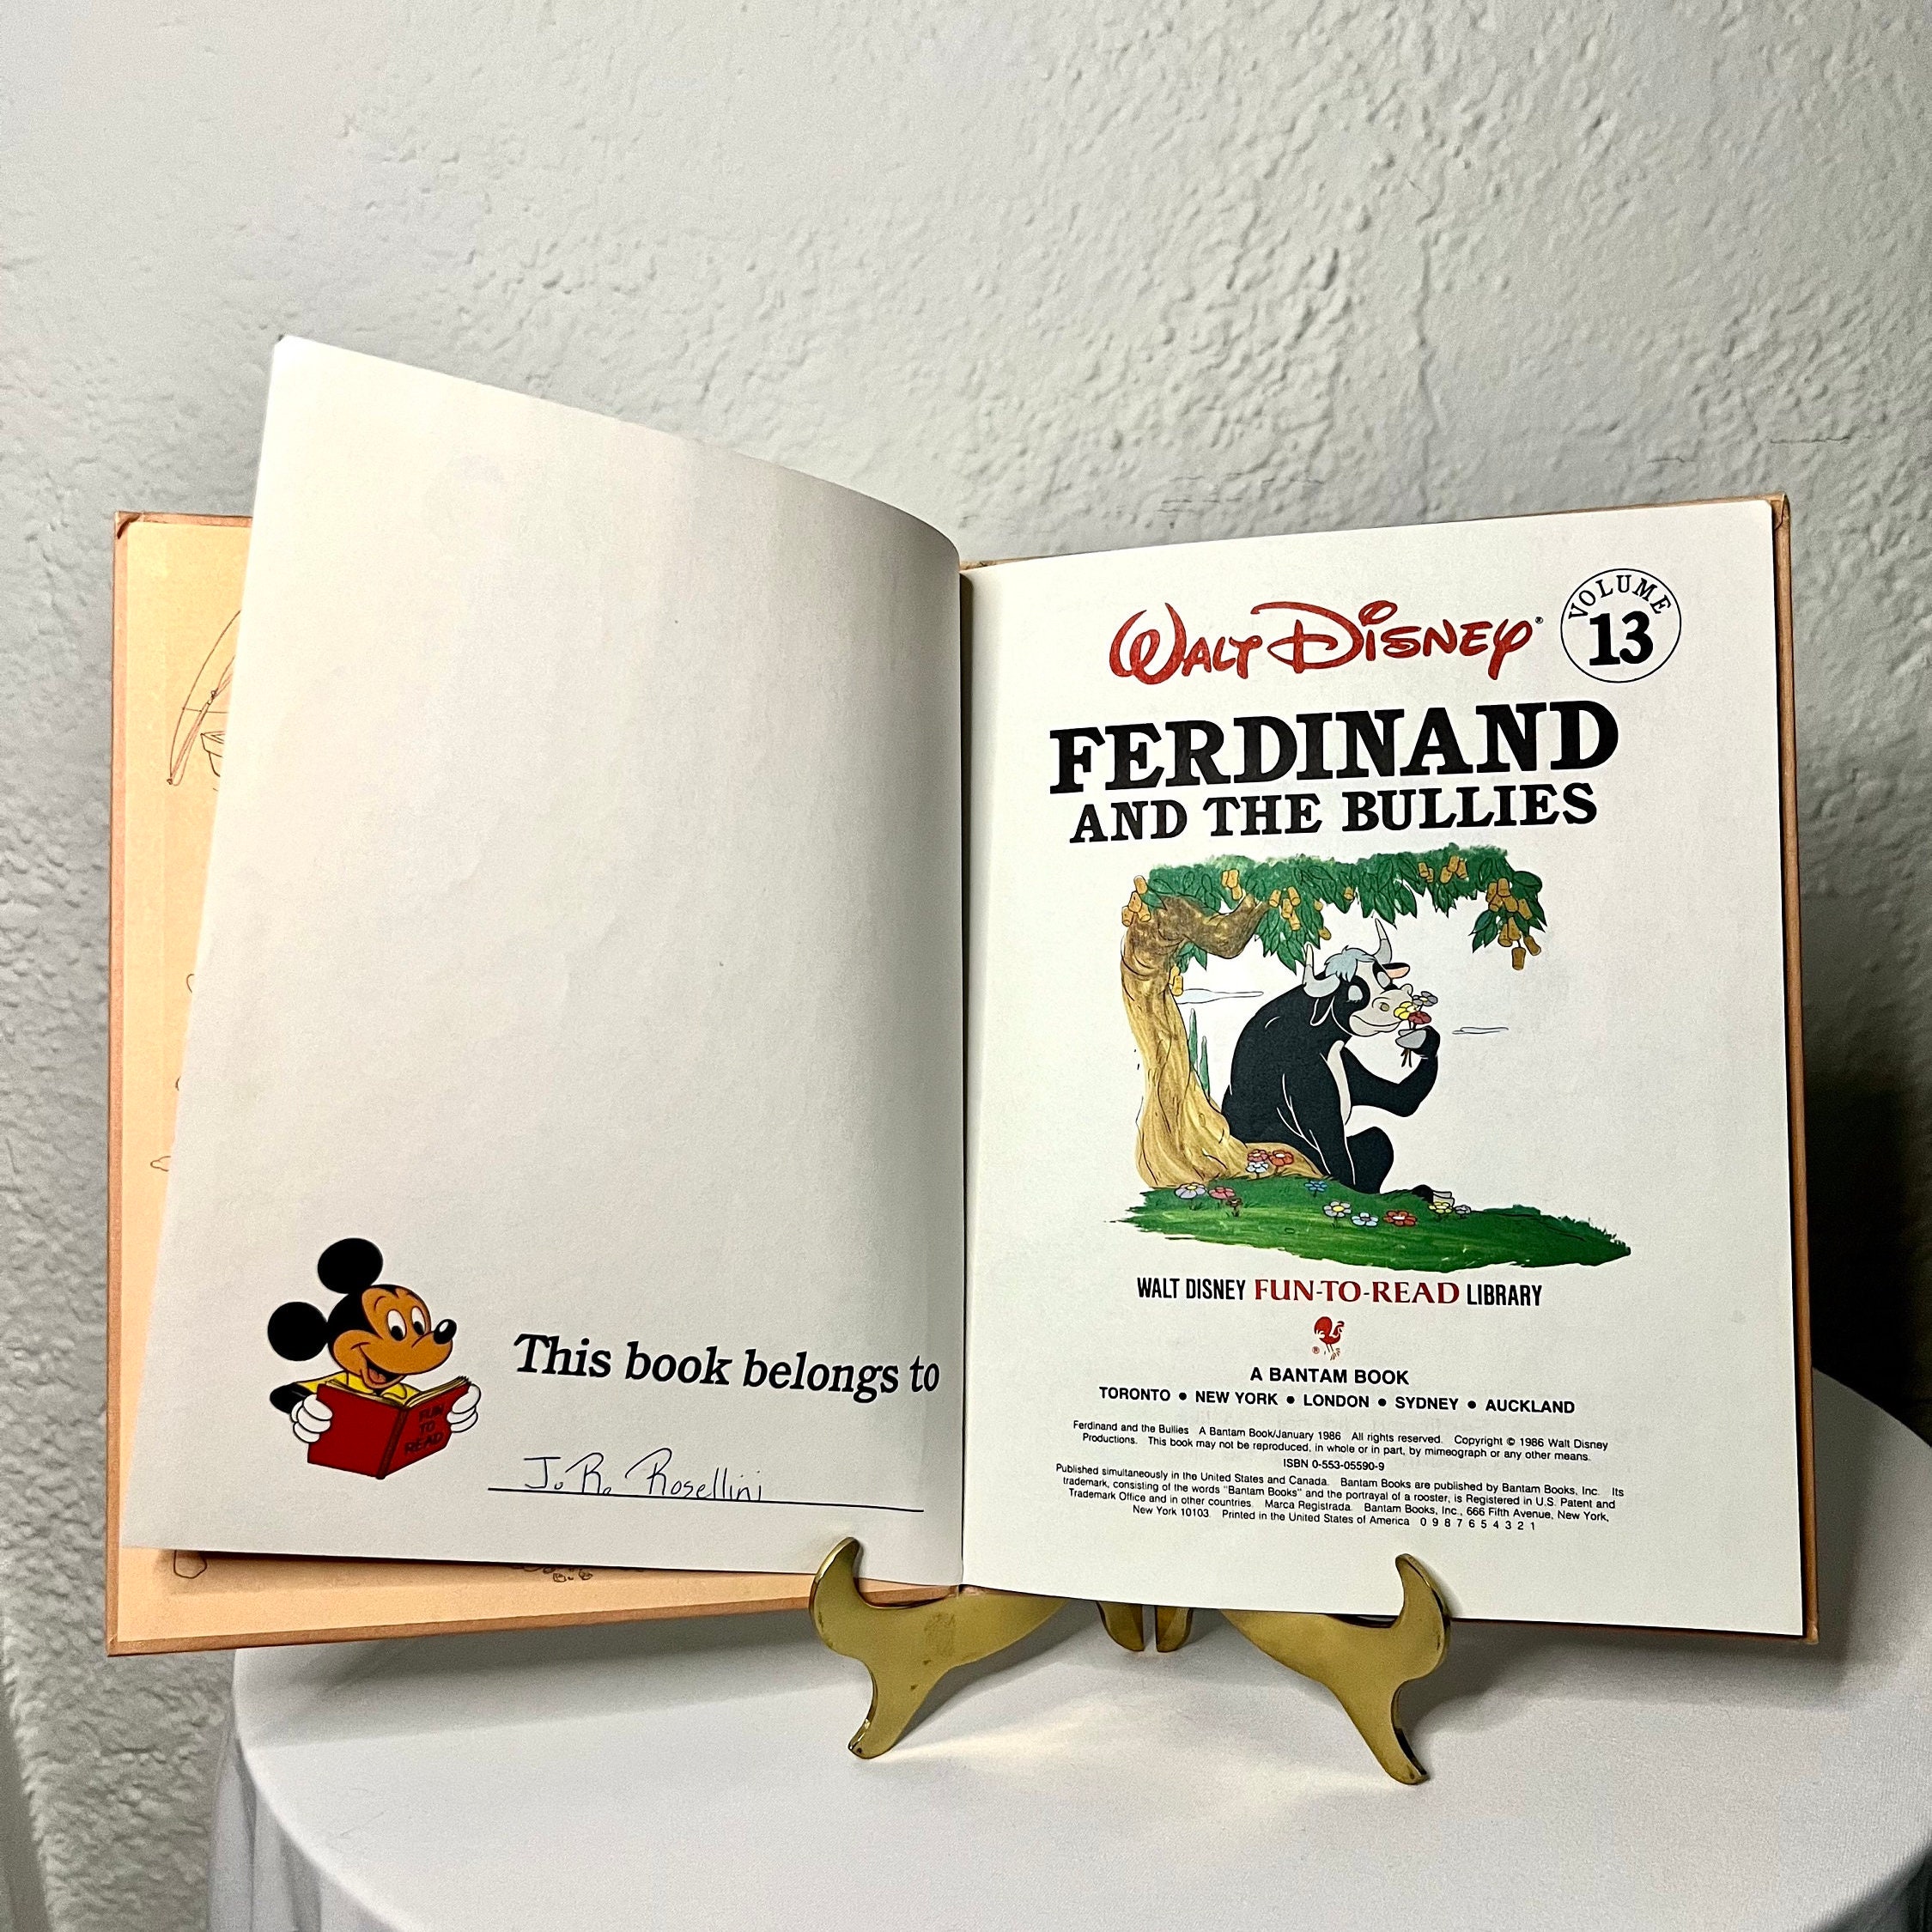 This book belongs to
J. R. Rosellini
FUN
TO
READ
WALT DISNEY®
VOLUME
13
FERDINAND
AND THE BULLIES
WALT DISNEY FUN-TO-READ LIBRARY
®
A BANTAM BOOK
TORONTO • NEW YORK • LONDON • SYDNEY • AUCKLAND
Ferdinand and the Bullies A Bantam Book/January 1986 All rights reserved. Copyright © 1986 Walt Disney
Productions. This book may not be reproduced, in whole or in part, by mimeograph or any other means.
ISBN 0-553-05590-9
Published simultaneously in the United States and Canada. Bantam Books are published by Bantam Books, Inc. Its
trademark, consisting of the words "Bantam Books" and the portrayal of a rooster, is Registered in U.S. Patent and
Trademark Office and in other countries. Marca Registrada. Bantam Books, Inc., 666 Fifth Avenue, New York,
New York 10103. Printed in the United States of America 0 9 8 7 6 5 4 3 2 1